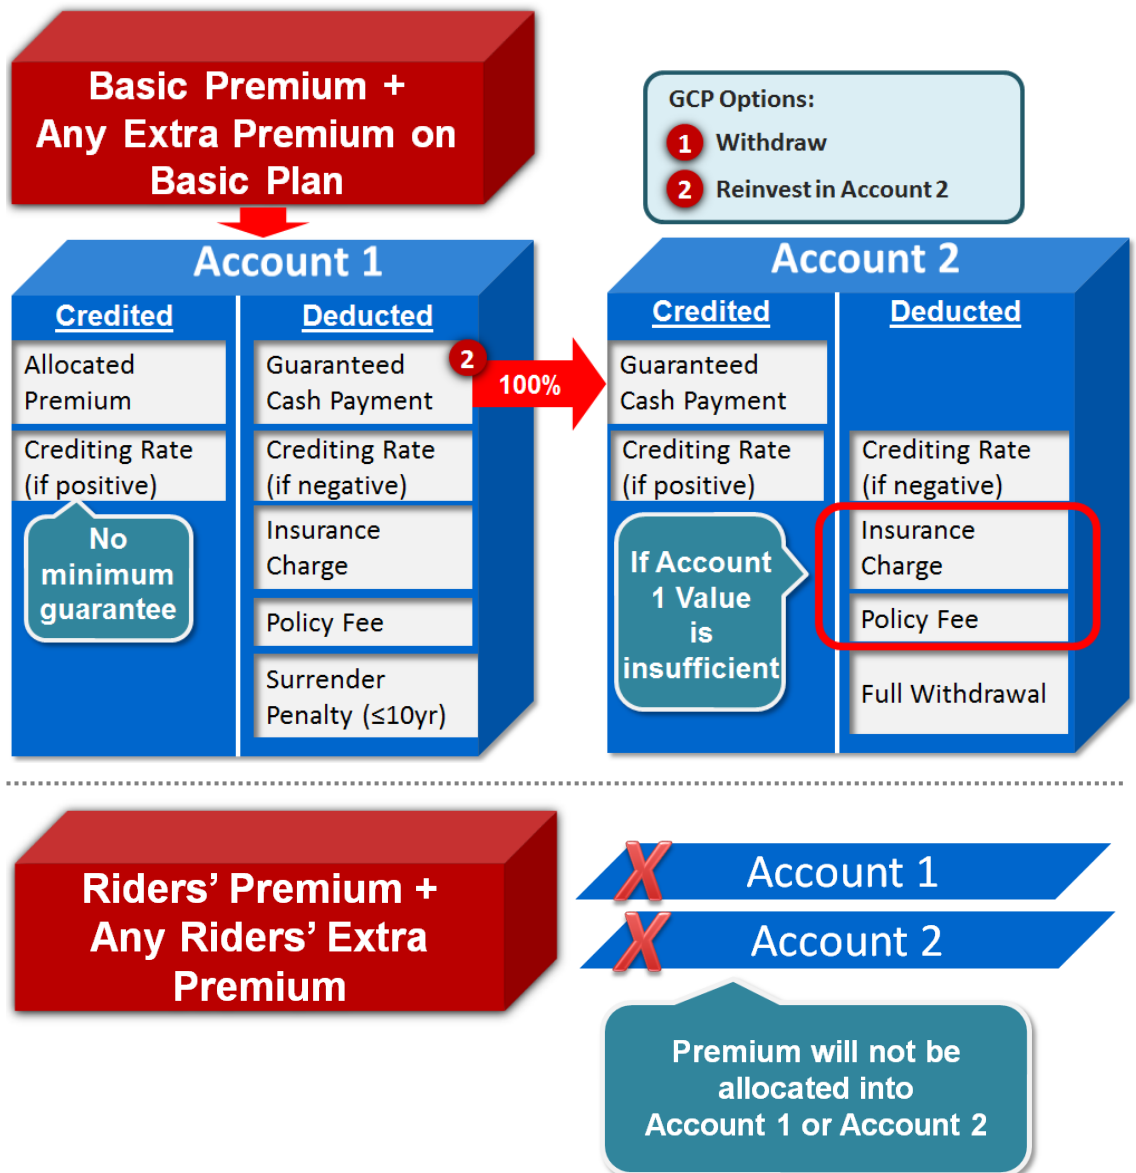 Basic Premium +
Any Extra Premium on
Basic Plan
GCP Options:
1 Withdraw
2 Reinvest in Account 2
Account 1
Credited
Deducted
Allocated
Premium
Guaranteed
Cash Payment
2
100%
Crediting Rate
(if positive)
Crediting Rate
(if negative)
No
minimum
guarantee
Insurance
Charge
Policy Fee
Surrender
Penalty (≤10yr)
Account 2
Credited
Deducted
Guaranteed
Cash Payment
Crediting Rate
(if positive)
Crediting Rate
(if negative)
If Account
1 Value
is
insufficient
Insurance
Charge
Policy Fee
Full Withdrawal
Riders’ Premium +
Any Riders’ Extra
Premium
X Account 1
X Account 2
Premium will not be
allocated into
Account 1 or Account 2